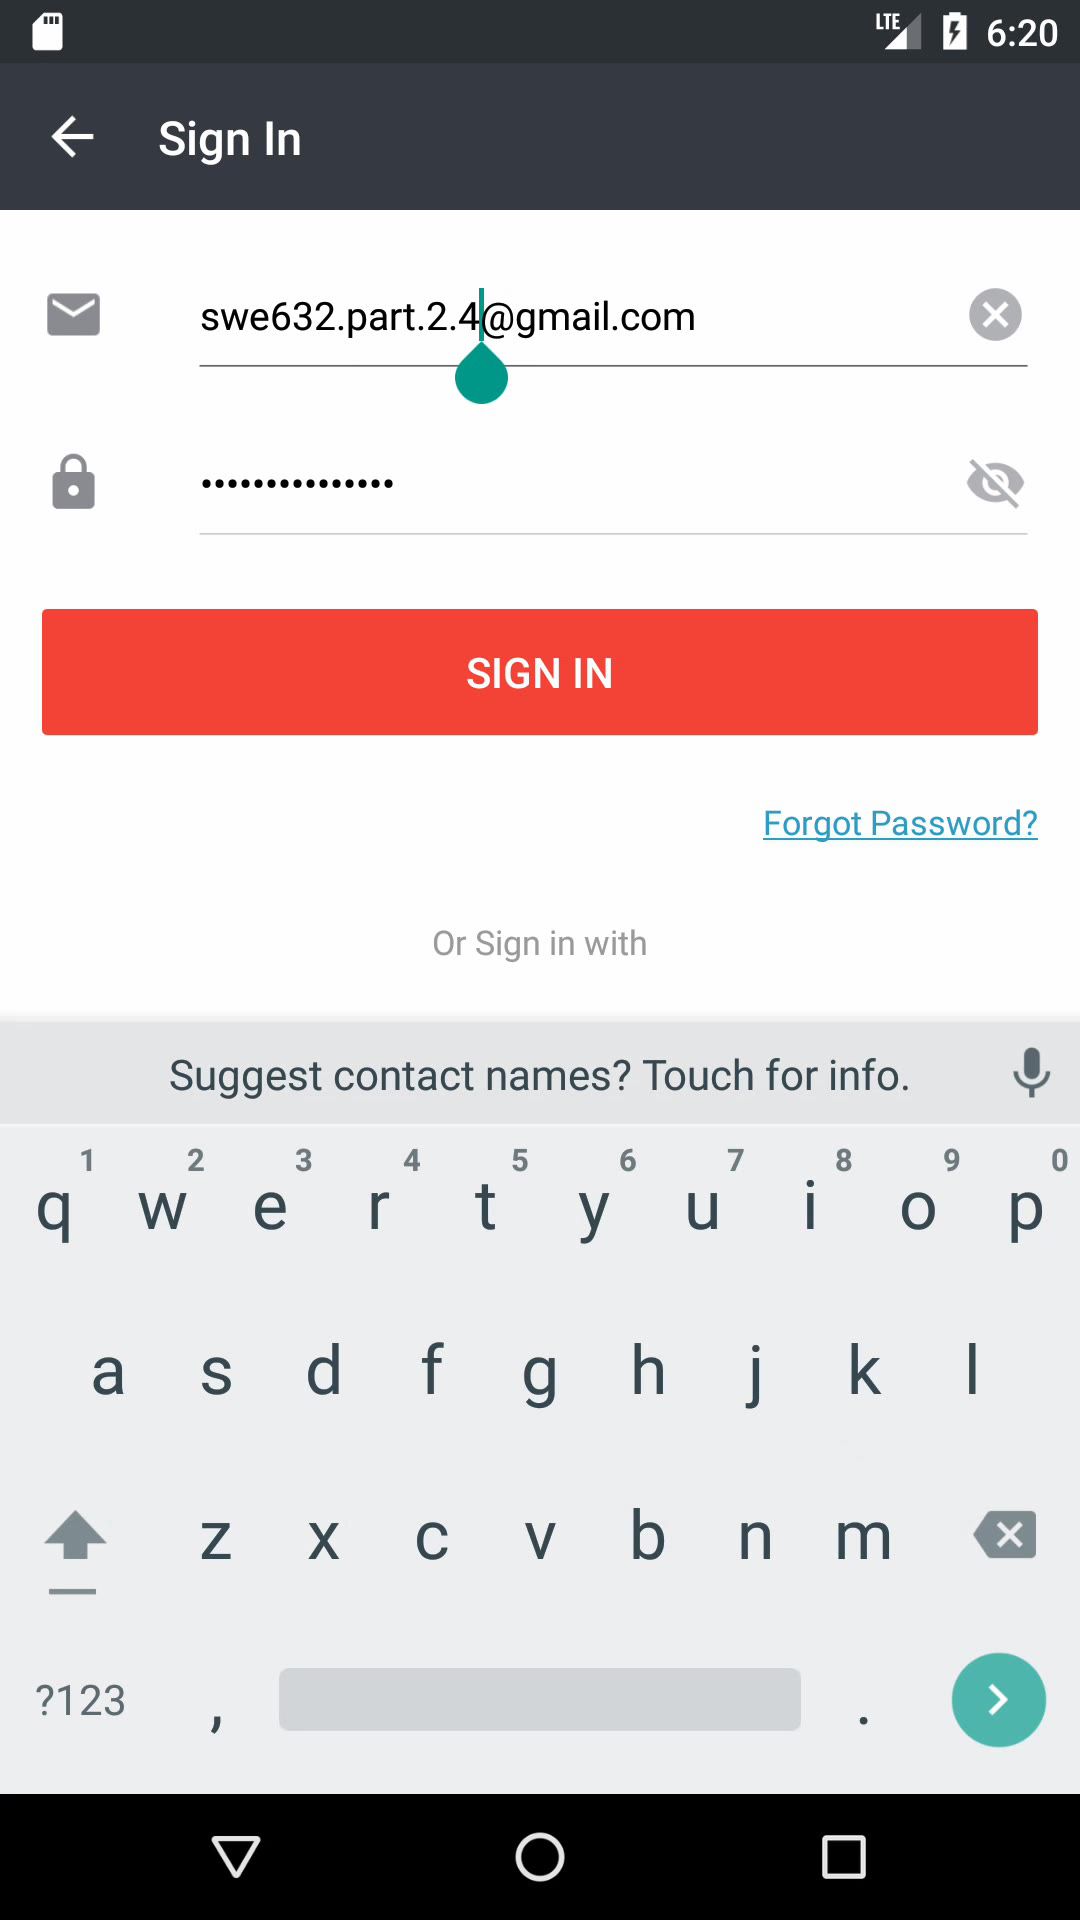 LTE 6:20
Sign In
swe632.part.2.4@gmail.com
•••••••••••••••
SIGN IN
Forgot Password?
Or Sign in with
Suggest contact names? Touch for info.
1 2 3 4 5 6 7 8 9 0
q w e r t y u i o p
a s d f g h j k l
z x c v b n m
?123 , .